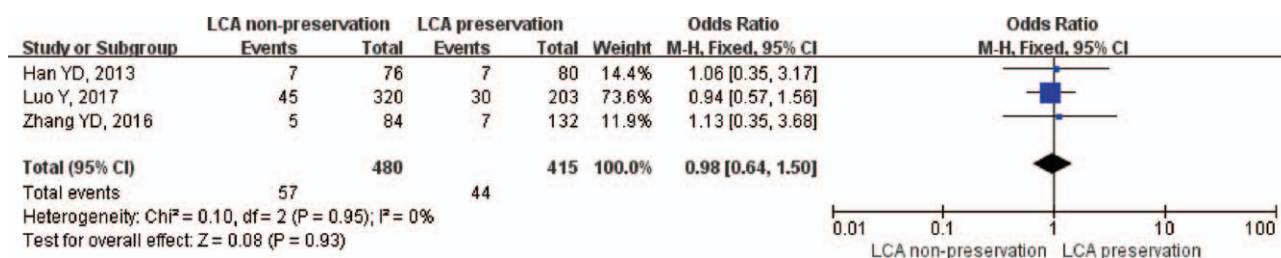 LCA non-preservation LCA preservation Odds Ratio Odds Ratio
Study or Subgroup Events Total Events Total Weight M-H, Fixed, 95% CI M-H, Fixed, 95% CI
Han YD, 2013 7 76 7 80 14.4% 1.06 [0.35, 3.17]
Luo Y, 2017 45 320 30 203 73.6% 0.94 [0.57, 1.56]
Zhang YD, 2016 5 84 7 132 11.9% 1.13 [0.35, 3.68]
Total (95% CI) 480 415 100.0% 0.98 [0.64, 1.50]
Total events 57 44
Heterogeneity: Chi² = 0.10, df = 2 (P = 0.95); I² = 0%
Test for overall effect: Z = 0.08 (P = 0.93)
0.01 0.1 1 10 100
LCA non-preservation LCA preservation